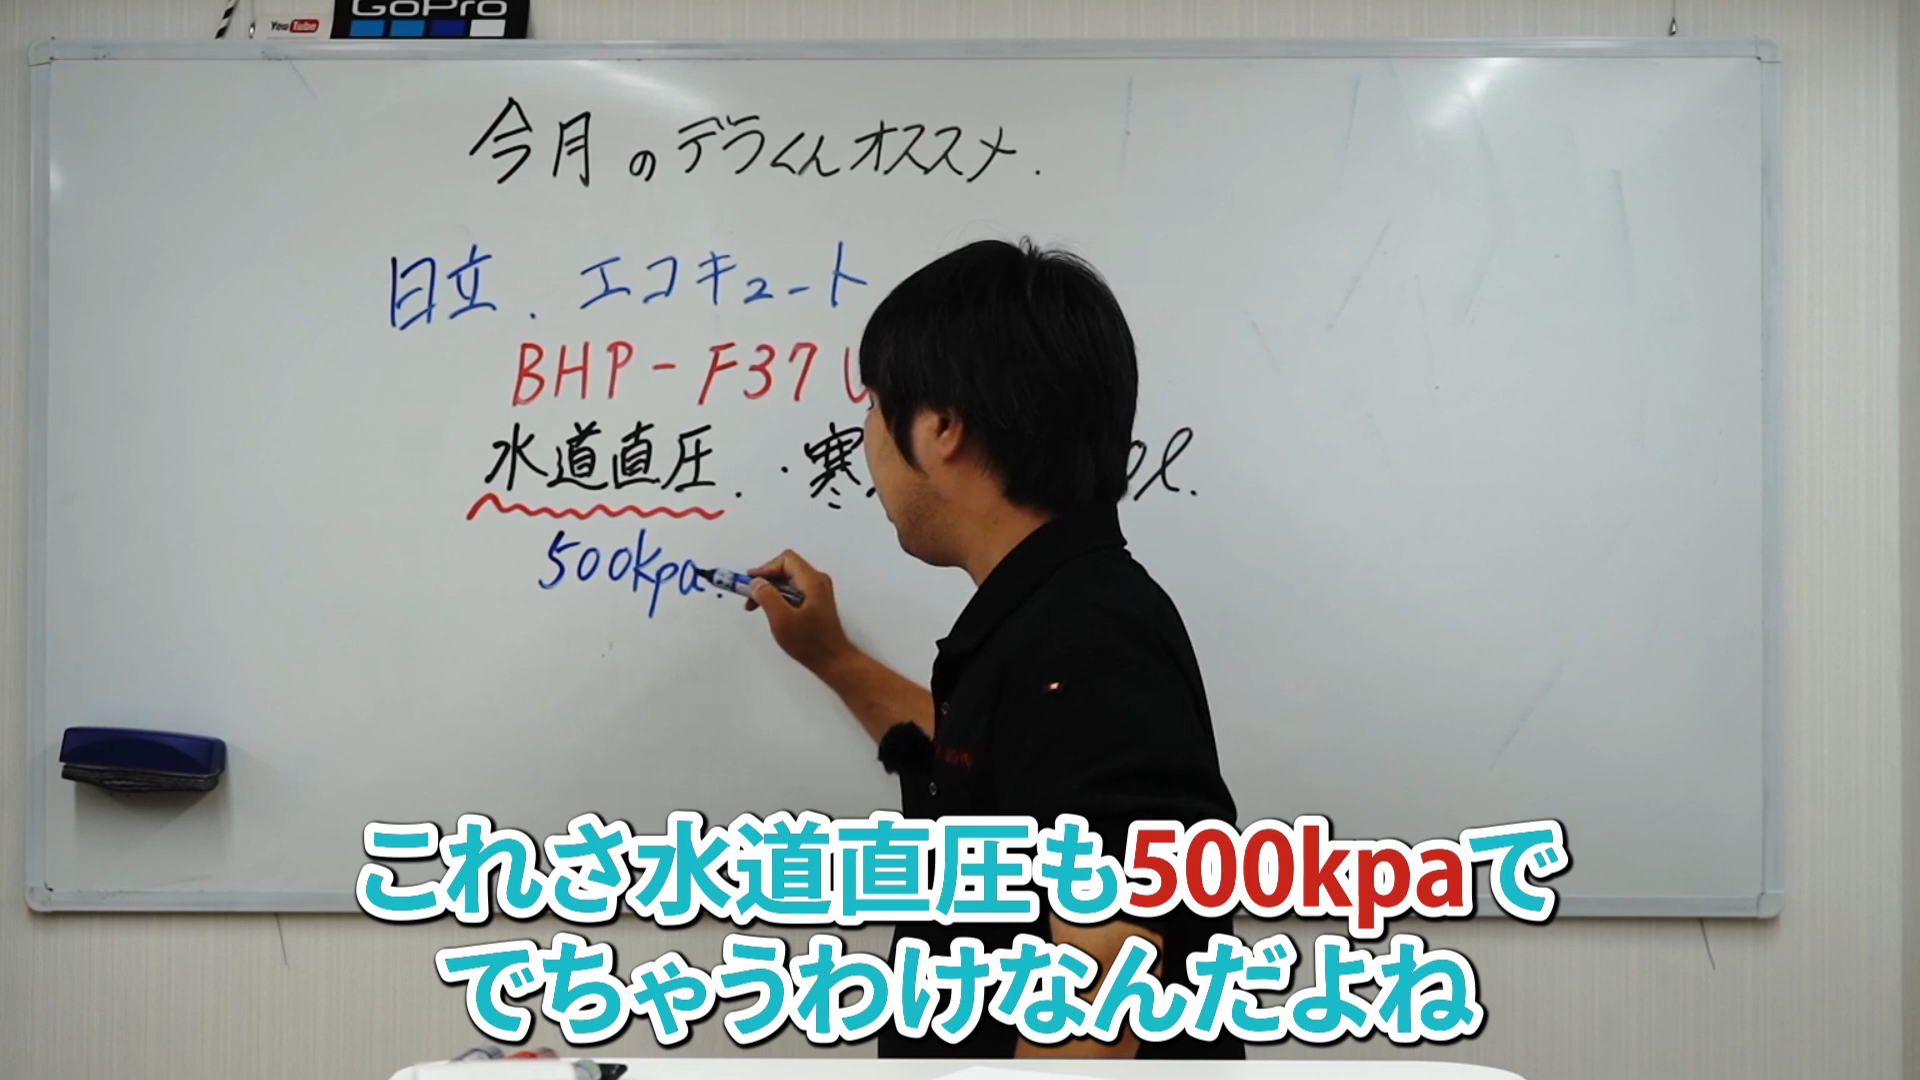 GoPro
YouTube
今月のデラくんオススメ.
日立.エコキュート
BHP-F37
水道直圧.・寒
0ℓ.
500kpa.
これさ水道直圧も500kpaで
でちゃうわけなんだよね